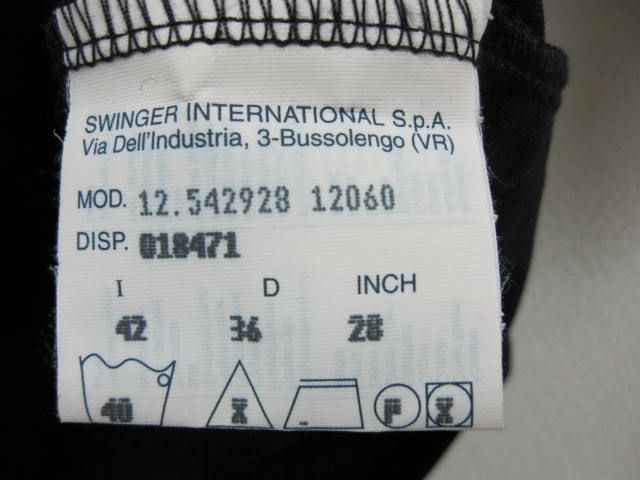 SWINGER INTERNATIONAL S.p.A.
Via Dell'Industria, 3-Bussolengo (VR)
MOD. 12.542928 12060
DISP. 018471
I D INCH
42 36 28
40 X P X